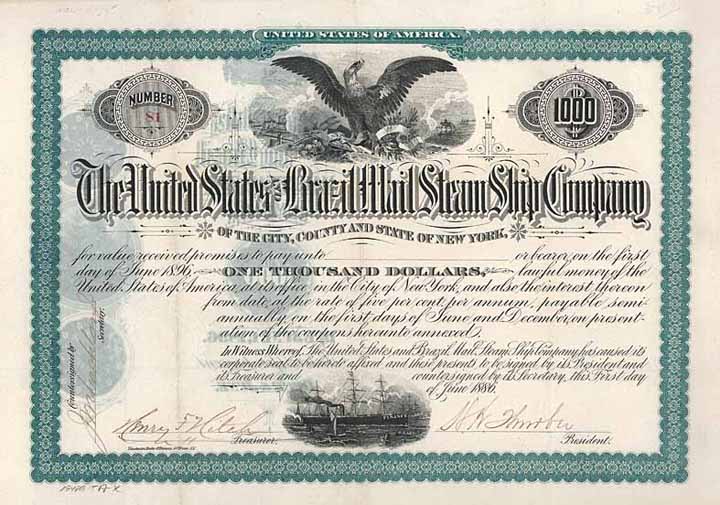 UNITED STATES OF AMERICA.
NUMBER
81
1000
The United States and Brazil Mail Steam Ship Company
OF THE CITY, COUNTY AND STATE OF NEW YORK,
for value received promises to pay unto or bearer, on the first
day of June 1896, ONE THOUSAND DOLLARS, lawful money of the
United States of America, at its office in the City of New York, and also the interest thereon
from date, at the rate of five per cent. per annum, payable semi-
annually, on the first days of June and December, on present-
ation of the coupons hereunto annexed.
In Witness Whereof, The United States and Brazil Mail Steam Ship Company, has caused its
corporate seal to be hereto affixed and these presents to be signed by its President and
its Treasurer and countersigned by its Secretary, this First day
of June 1886.
Countersigned by
Secretary.
Treasurer.
President.